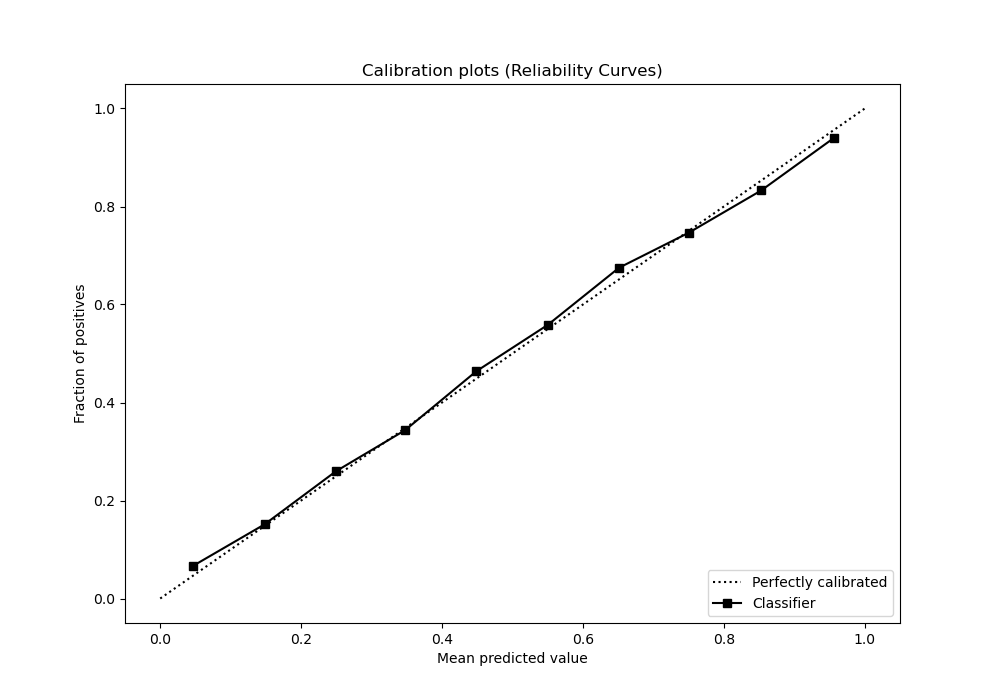 Calibration plots (Reliability Curves)
Fraction of positives
1.0
0.8
0.6
0.4
0.2
0.0
0.0 0.2 0.4 0.6 0.8 1.0
Mean predicted value
Perfectly calibrated
Classifier